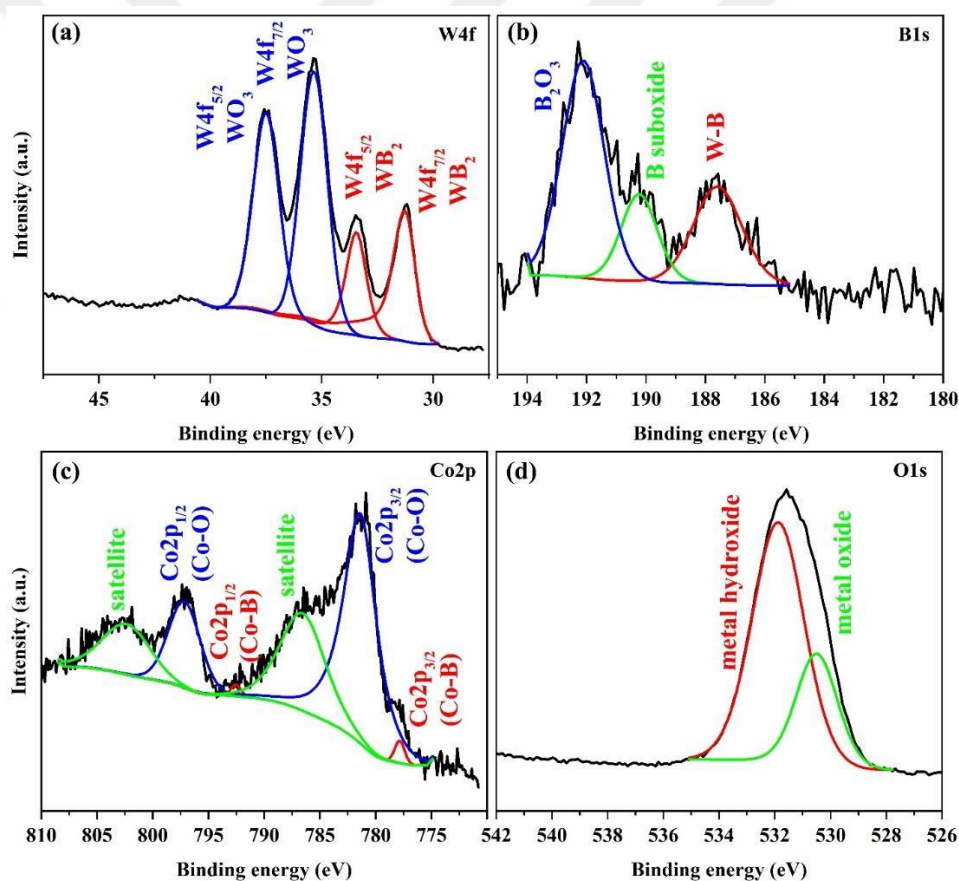 (a)
W4f
W4f₅/₂
WO₃
W4f₇/₂
WO₃
W4f₅/₂
WB₂
W4f₇/₂
WB₂
Intensity (a.u.)
45 40 35 30
Binding energy (eV)
(b)
B1s
B₂O₃
B suboxide
W-B
194 192 190 188 186 184 182 180
Binding energy (eV)
(c)
Co2p
satellite
Co2p₁/₂
(Co-O)
Co2p₁/₂
(Co-B)
satellite
Co2p₃/₂
(Co-O)
Co2p₃/₂
(Co-B)
Intensity (a.u.)
810 805 800 795 790 785 780 775
Binding energy (eV)
(d)
O1s
metal hydroxide
metal oxide
542 540 538 536 534 532 530 528 526
Binding energy (eV)